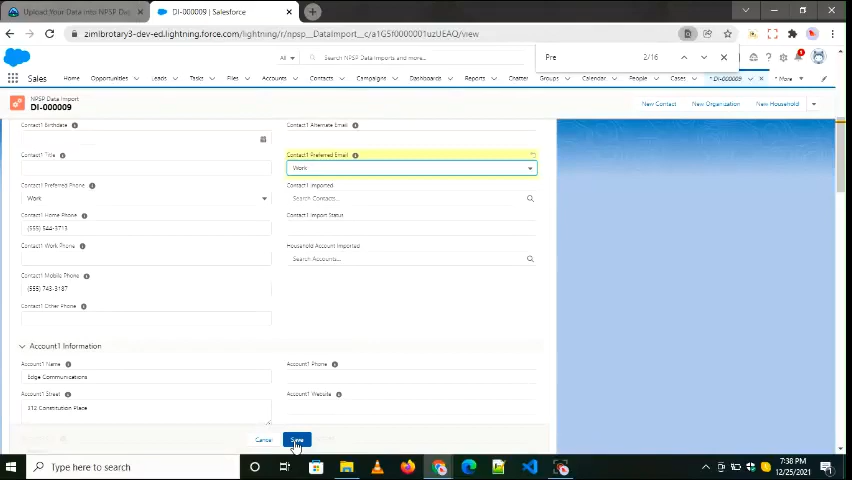 Upload Your Data into NPSP Data
DI-000009 | Salesforce
zimlbrotary3-dev-ed.lightning.force.com/lightning/r/npsp__DataImport__c/a1G5f0000
Pre 2/16
All Search NPSP Data Imports and more...
Sales Home Opportunities Leads Tasks Files Accounts Contacts Campaigns Dashboards Reports Chatter Groups Calendar People Cases * DI-000009 * More
NPSP Data Import
DI-000009
New Contact New Organization New Household
Contact1 Birthdate Contact1 Alternate Email
Contact1 Title Contact1 Preferred Email
Work
Contact1 Preferred Phone Contact1 Imported
Work Search Contacts...
Contact1 Home Phone Contact1 Import Status
(555) 544-3713
Contact1 Work Phone Household Account Imported
Search Accounts...
Contact1 Mobile Phone
(555) 743-3187
Contact1 Other Phone
Account1 Information
Account1 Name Account1 Phone
Edge Communications
Account1 Street Account1 Website
312 Constitution Place
Cancel Save
Type here to search
7:38 PM
12/25/2021